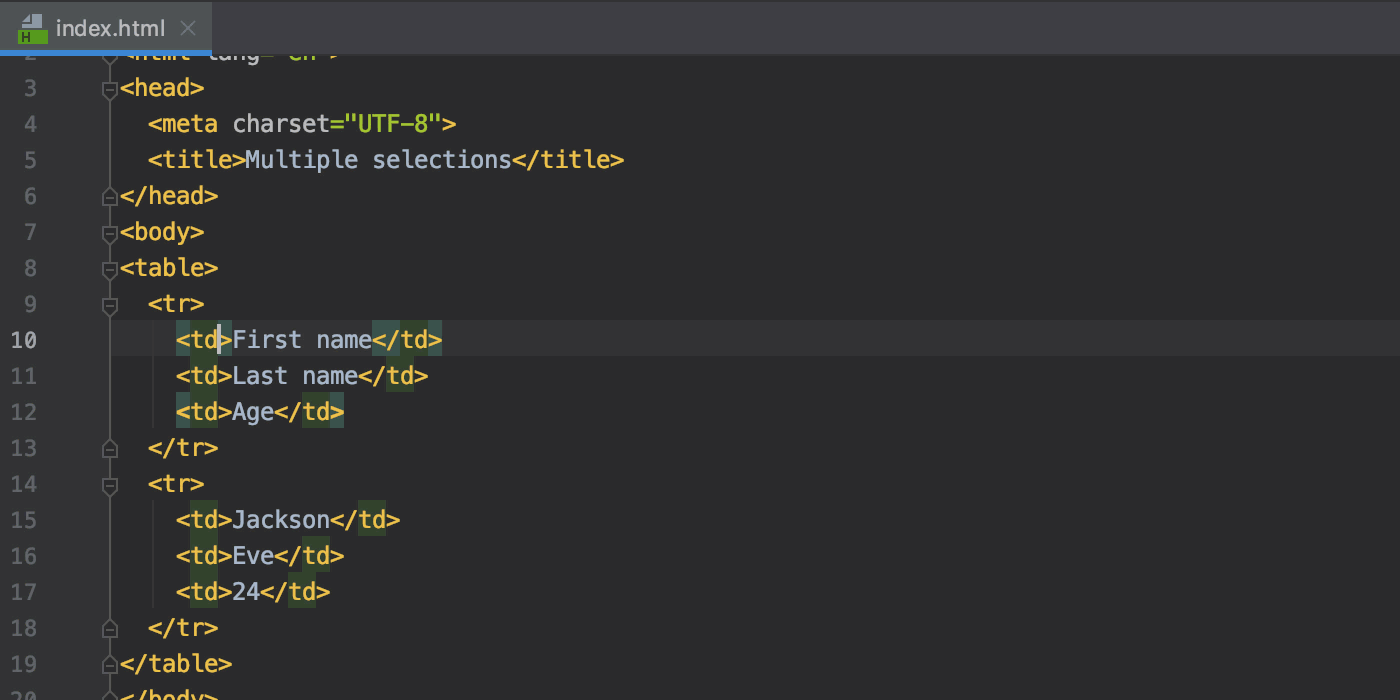 index.html
3 <head>
4 <meta charset="UTF-8">
5 <title>Multiple selections</title>
6 </head>
7 <body>
8 <table>
9 <tr>
10 <td>First name</td>
11 <td>Last name</td>
12 <td>Age</td>
13 </tr>
14 <tr>
15 <td>Jackson</td>
16 <td>Eve</td>
17 <td>24</td>
18 </tr>
19 </table>
20 </body>